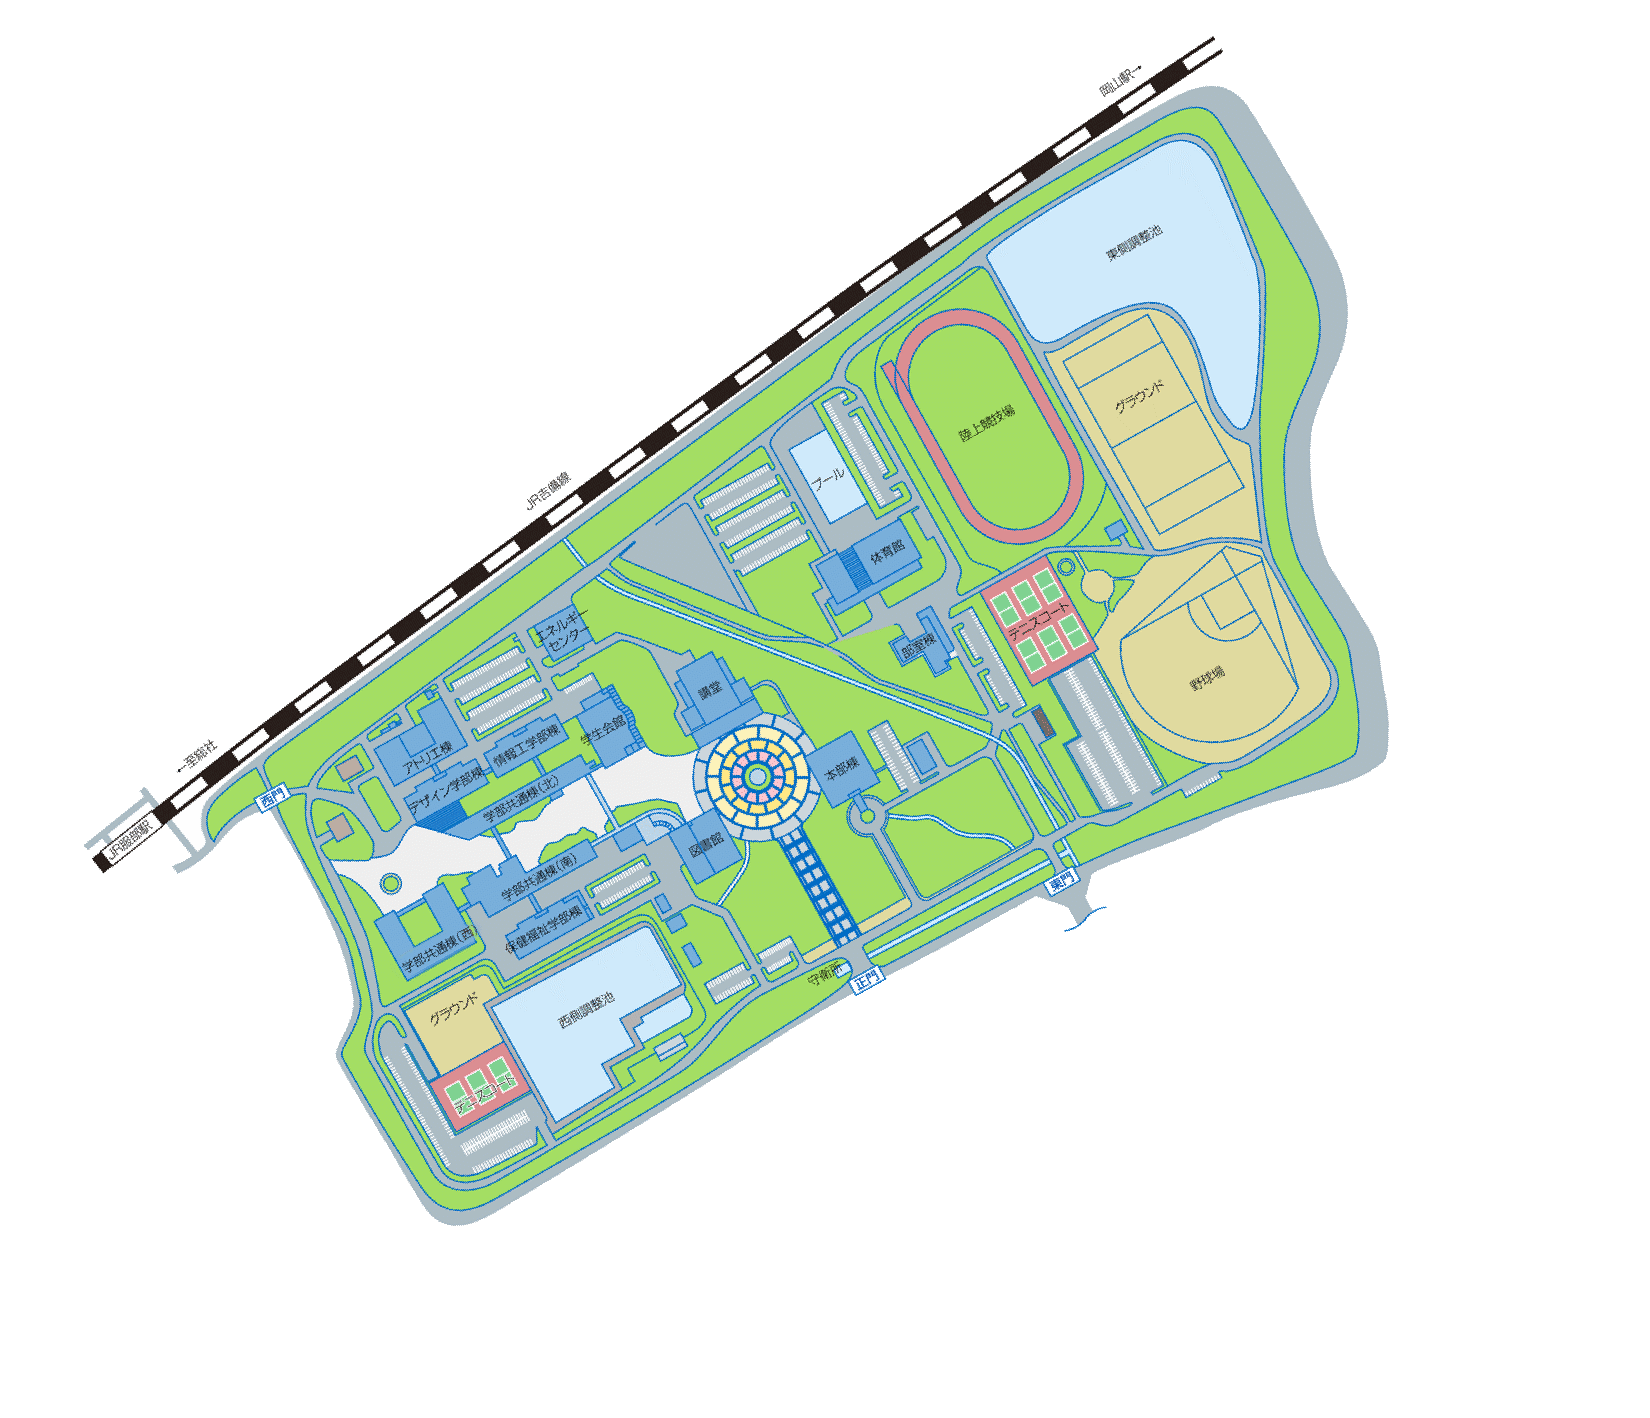 岡山駅→
東側調整池
グラウンド
陸上競技場
JR吉備線
プール
体育館
テニスコート
部室棟
野球場
エネルギー
センター
講堂
学生会館
情報工学部棟
アトリエ棟
デザイン学部棟
学部共通棟(北)
本部棟
←至総社
西門
JR服部駅
図書館
学部共通棟(南)
保健福祉学部棟
学部共通棟(西
東門
守衛所
正門
西側調整池
グラウンド
テニスコート